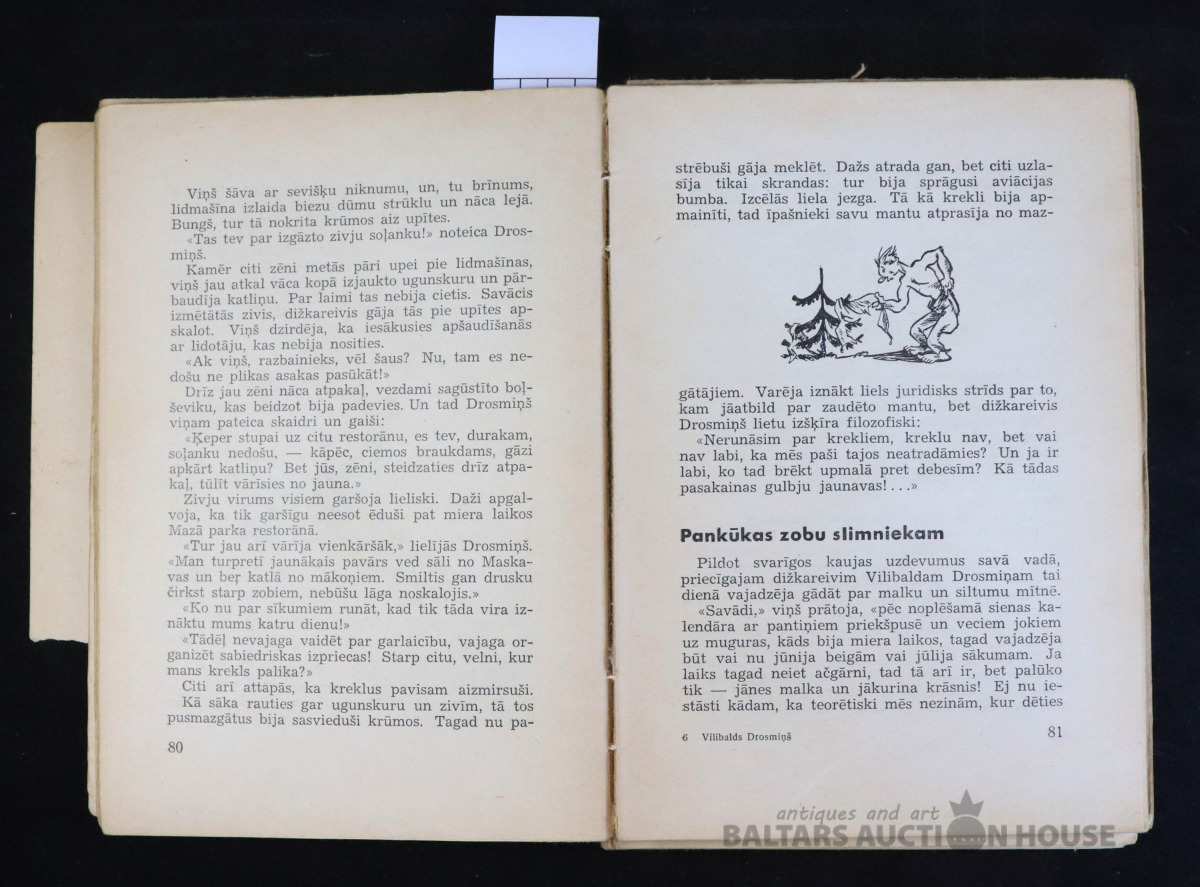 Viņš šāva ar sevišķu niknumu, un, tu brīnums,
lidmašīna izlaida biezu dūmu strūklu un nāca lejā.
Bungš, tur tā nokrita krūmos aiz upītes.
«Tas tev par izgāzto zivju soļanku!» noteica Dros-
miņš.
Kamēr citi zēni metās pāri upei pie lidmašīnas,
viņš jau atkal vāca kopā izjaukto ugunskuru un pār-
baudīja katliņu. Par laimi tas nebija cietis. Savācis
izmētātās zivis, dižkareivis gāja tās pie upītes ap-
skalot. Viņš dzirdēja, ka iesākusies apšaudīšanās
ar lidotāju, kas nebija nosities.
«Ak viņš, razbainieks, vēl šaus? Nu, tam es ne-
došu ne plikas asakas pasūkāt!»
Drīz jau zēni nāca atpakaļ, vezdami sagūstīto boļ-
ševiku, kas beidzot bija padevies. Un tad Drosmiņš
viņam pateica skaidri un gaiši:
«Ķeper stupai uz citu restorānu, es tev, durakam,
soļanku nedošu, — kāpēc, ciemos braukdams, gāzi
apkārt katliņu? Bet jūs, zēni, steidzaties drīz atpa-
kaļ, tūlīt vārīsies no jauna.»
Zivju virums visiem garšoja lieliski. Daži apgal-
voja, ka tik garšīgu neesot ēduši pat miera laikos
Mazā parka restorānā.
«Tur jau arī vārīja vienkāršāk,» lielījās Drosmiņš.
«Man turpretī jaunākais pavārs ved sāli no Maska-
vas un beŗ katlā no mākoņiem. Smiltis gan drusku
čirkst starp zobiem, nebūšu lāga noskalojis.»
«Ko nu par sīkumiem runāt, kad tik tāda vira iz-
nāktu mums katru dienu!»
«Tādēļ nevajaga vaidēt par garlaicību, vajaga or-
ganizēt sabiedriskas izpriecas! Starp citu, velni, kur
mans krekls palika?»
Citi arī attapās, ka kreklus pavisam aizmirsuši.
Kā sāka rauties gar ugunskuru un zivīm, tā tos
pusmazgātus bija sasvieduši krūmos. Tagad nu pa-
80
strēbuši gāja meklēt. Dažs atrada gan, bet citi uzla-
sīja tikai skrandas: tur bija sprāgusi aviācijas
bumba. Izcēlās liela jezga. Tā kā krekli bija ap-
mainīti, tad īpašnieki savu mantu atprasīja no maz-
gātājiem. Varēja iznākt liels juridisks strīds par to,
kam jāatbild par zaudēto mantu, bet dižkareivis
Drosmiņš lietu izšķīra filozofiski:
«Nerunāsim par krekliem, kreklu nav, bet vai
nav labi, ka mēs paši tajos neatradāmies? Un ja ir
labi, ko tad brēkt upmalā pret debesīm? Kā tādas
pasakainas gulbju jaunavas!...»
Pankūkas zobu slimniekam
Pildot svarīgos kaujas uzdevumus savā vadā,
priecīgajam dižkareivim Vilibaldam Drosmiņam tai
dienā vajadzēja gādāt par malku un siltumu mītnē.
«Savādi,» viņš prātoja, «pēc noplēšamā sienas ka-
lendāra ar pantiņiem priekšpusē un veciem jokiem
uz muguras, kāds bija miera laikos, tagad vajadzēja
būt vai nu jūnija beigām vai jūlija sākumam. Ja
laiks tagad neiet ačgārni, tad tā arī ir, bet palūko
tik — jānes malka un jākurina krāsnis! Ej nu ie-
stāsti kādam, ka teorētiski mēs nezinām, kur dēties
6 Vilibalds Drosmiņš
81
antiques and art
BALTARS AUCTION HOUSE